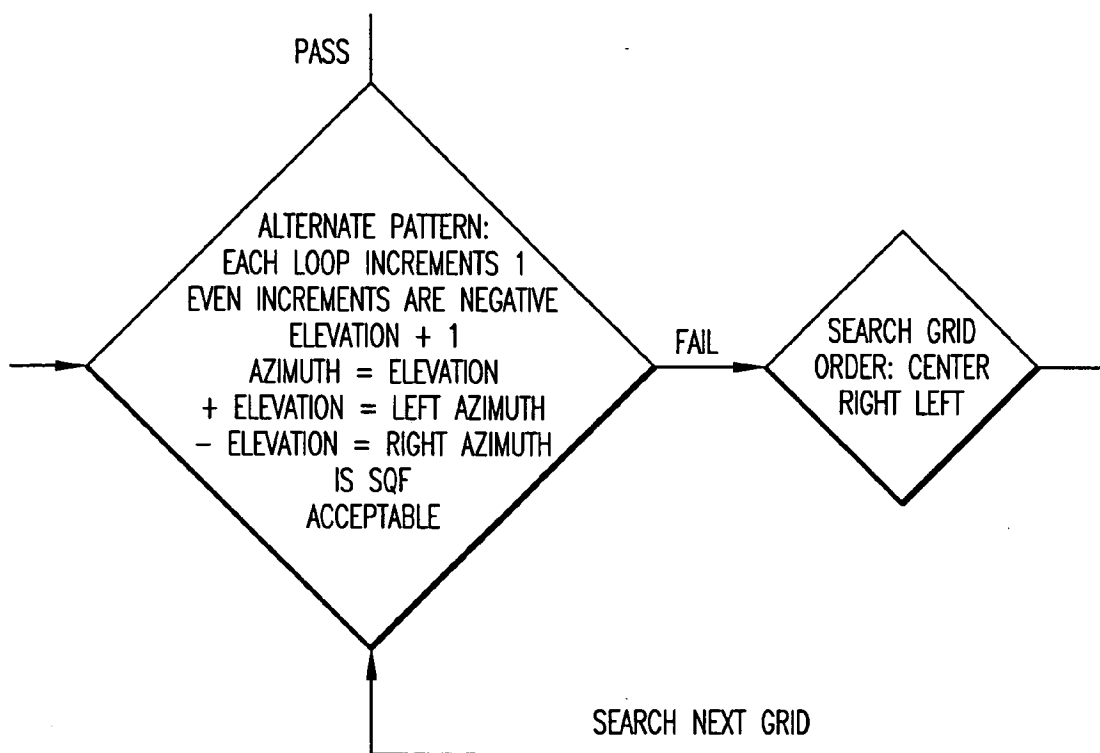 PASS
ALTERNATE PATTERN:
EACH LOOP INCREMENTS 1
EVEN INCREMENTS ARE NEGATIVE
ELEVATION + 1
AZIMUTH = ELEVATION
+ ELEVATION = LEFT AZIMUTH
− ELEVATION = RIGHT AZIMUTH
IS SQF
ACCEPTABLE
FAIL
SEARCH GRID
ORDER: CENTER
RIGHT LEFT
SEARCH NEXT GRID